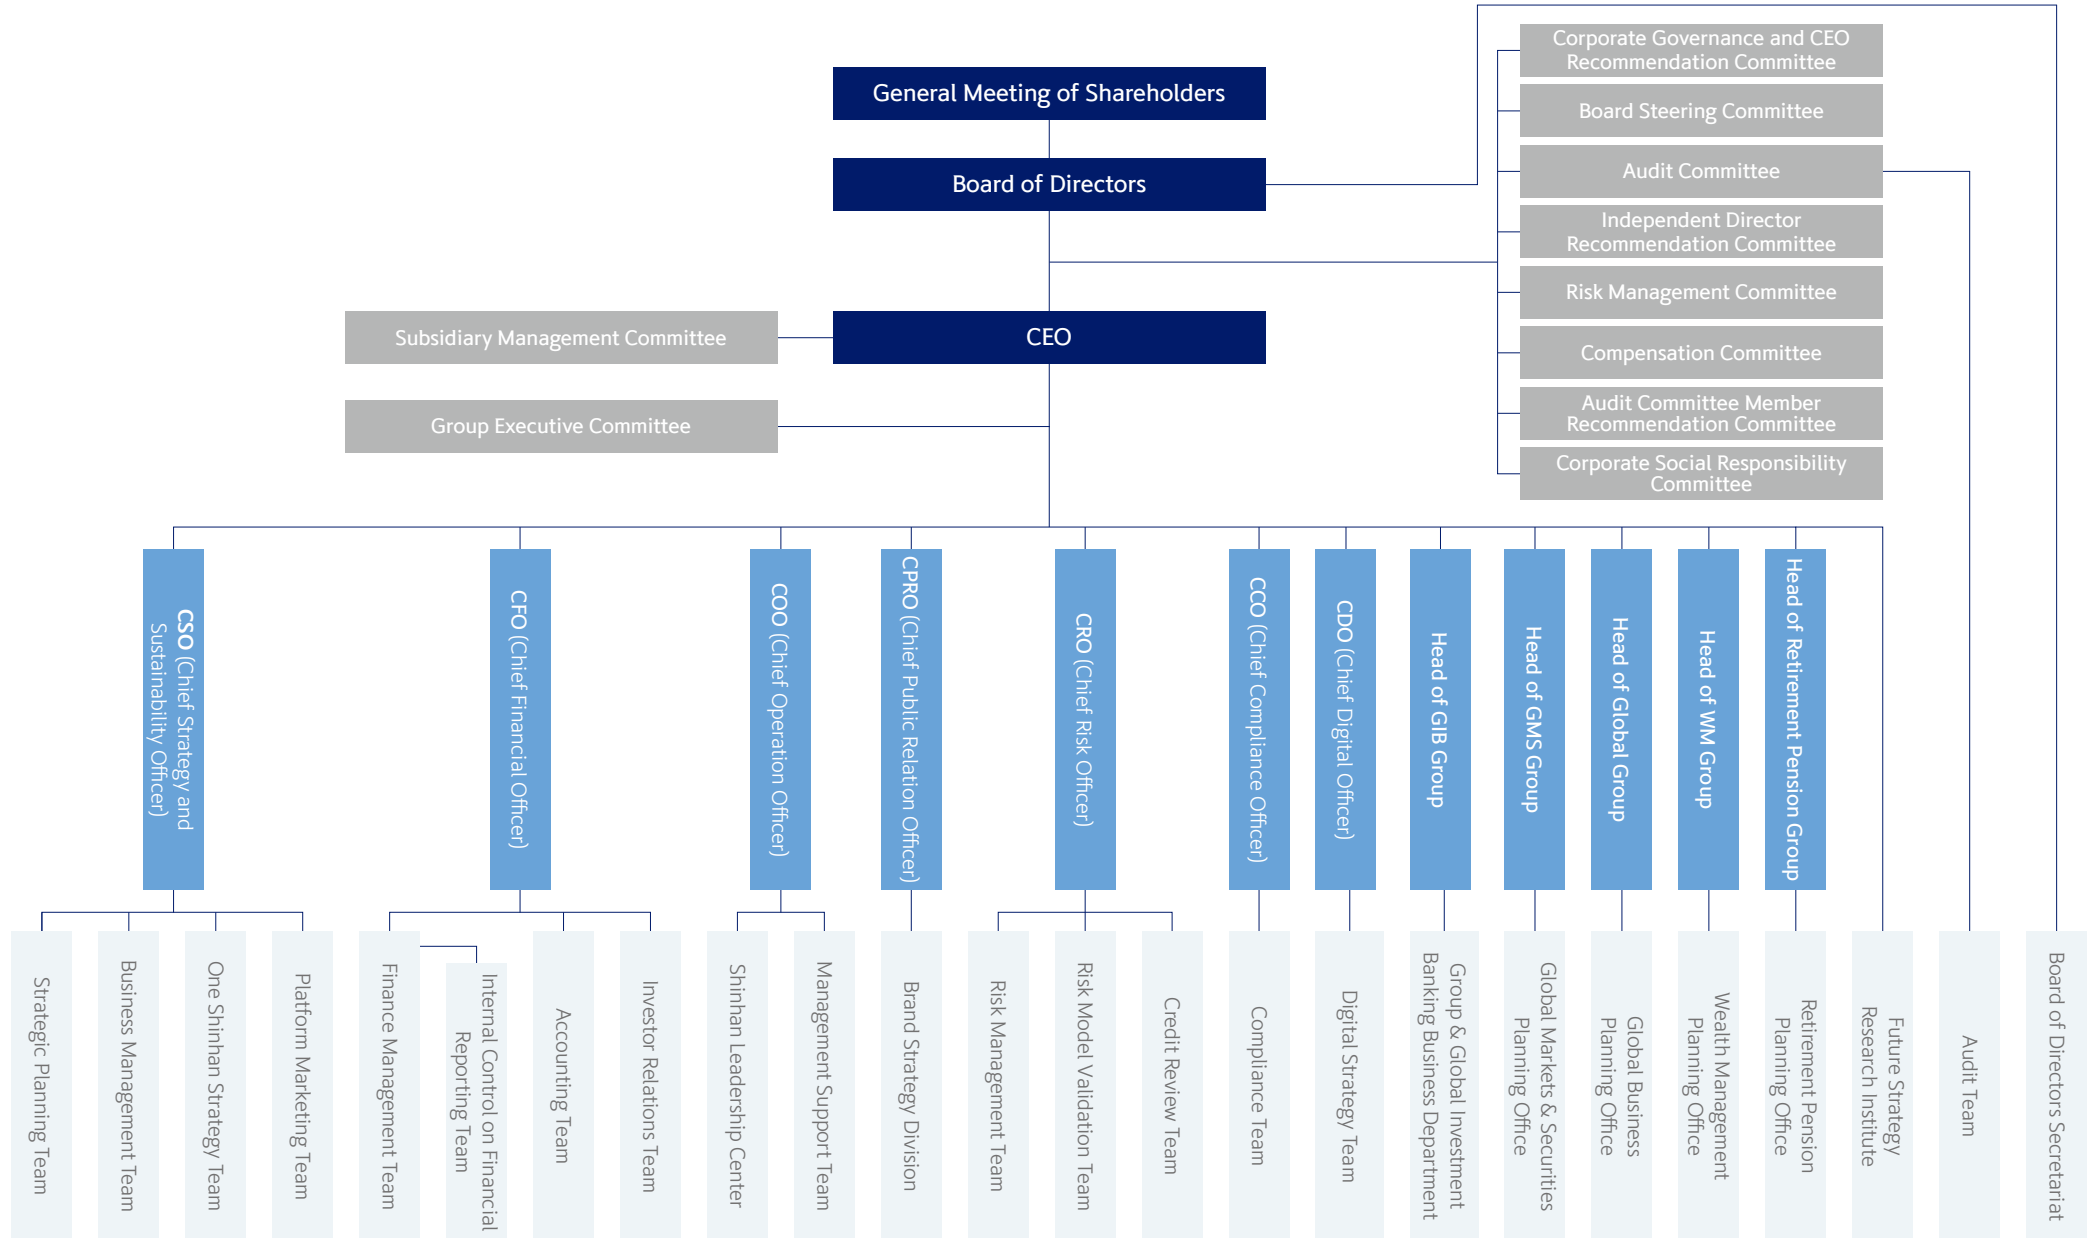 Corporate Governance and CEO
Recommendation Committee
General Meeting of Shareholders
Board Steering Committee
Board of Directors
Audit Committee
Independent Director
Recommendation Committee
Risk Management Committee
Subsidiary Management Committee
CEO
Compensation Committee
Group Executive Committee
Audit Committee Member
Recommendation Committee
Corporate Social Responsibility
Committee
CSO (Chief Strategy and
Sustainability Officer)
CFO (Chief Financial Officer)
COO (Chief Operation Officer)
CPRO (Chief Public Relation Officer)
CRO (Chief Risk Officer)
CCO (Chief Compliance Officer)
CDO (Chief Digital Officer)
Head of GIB Group
Head of GMS Group
Head of Global Group
Head of WM Group
Head of Retirement Pension Group
Strategic Planning Team
Business Management Team
One Shinhan Strategy Team
Platform Marketing Team
Finance Management Team
Internal Control on Financial
Reporting Team
Accounting Team
Investor Relations Team
Shinhan Leadership Center
Management Support Team
Brand Strategy Division
Risk Management Team
Risk Model Validation Team
Credit Review Team
Compliance Team
Digital Strategy Team
Group & Global Investment
Banking Business Department
Global Markets & Securities
Planning Office
Global Business
Planning Office
Wealth Management
Planning Office
Retirement Pension
Planning Office
Future Strategy
Research Institute
Audit Team
Board of Directors Secretariat